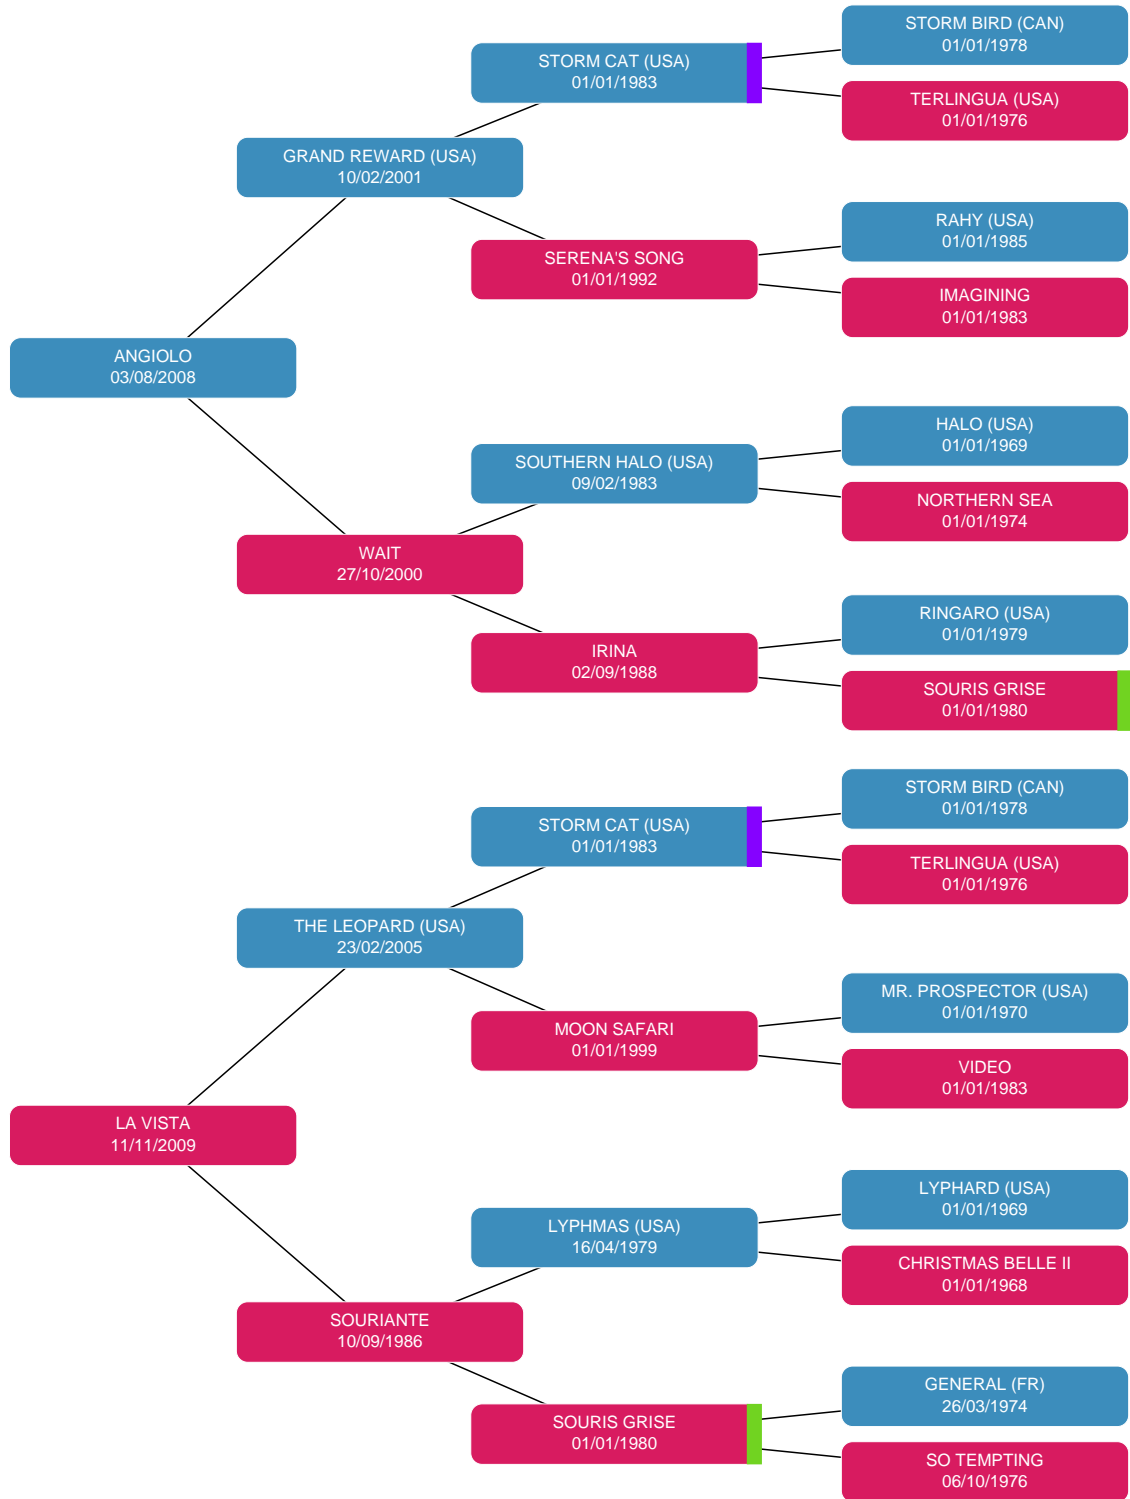 STORM BIRD (CAN)
01/01/1978
STORM CAT (USA)
01/01/1983
TERLINGUA (USA)
01/01/1976
GRAND REWARD (USA)
10/02/2001
RAHY (USA)
01/01/1985
SERENA'S SONG
01/01/1992
IMAGINING
01/01/1983
ANGIOLO
03/08/2008
HALO (USA)
01/01/1969
SOUTHERN HALO (USA)
09/02/1983
NORTHERN SEA
01/01/1974
WAIT
27/10/2000
RINGARO (USA)
01/01/1979
IRINA
02/09/1988
SOURIS GRISE
01/01/1980
STORM BIRD (CAN)
01/01/1978
STORM CAT (USA)
01/01/1983
TERLINGUA (USA)
01/01/1976
THE LEOPARD (USA)
23/02/2005
MR. PROSPECTOR (USA)
01/01/1970
MOON SAFARI
01/01/1999
VIDEO
01/01/1983
LA VISTA
11/11/2009
LYPHARD (USA)
01/01/1969
LYPHMAS (USA)
16/04/1979
CHRISTMAS BELLE II
01/01/1968
SOURIANTE
10/09/1986
GENERAL (FR)
26/03/1974
SOURIS GRISE
01/01/1980
SO TEMPTING
06/10/1976